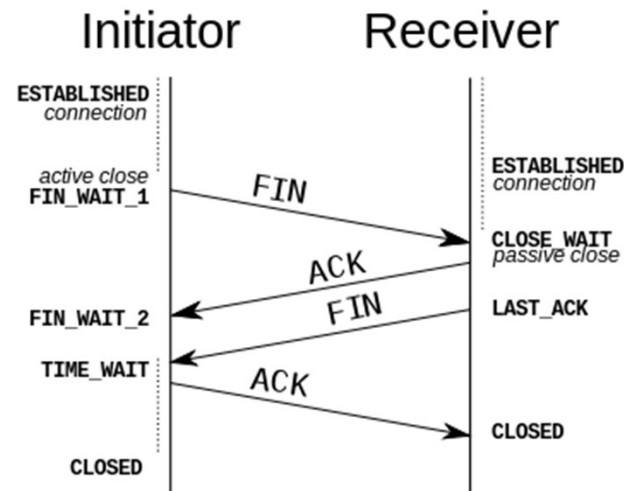 Initiator
Receiver
ESTABLISHED
connection
active close
FIN_WAIT_1
FIN
ESTABLISHED
connection
CLOSE_WAIT
passive close
ACK
FIN_WAIT_2
FIN
LAST_ACK
TIME_WAIT
ACK
CLOSED
CLOSED